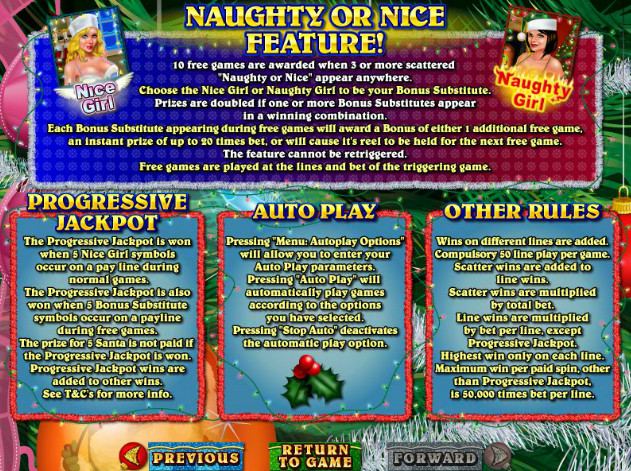 NAUGHTY OR NICE
FEATURE!
Nice
Girl
Naughty
Girl
10 free games are awarded when 3 or more scattered
"Naughty or Nice" appear anywhere.
Choose the Nice Girl or Naughty Girl to be your Bonus Substitute.
Prizes are doubled if one or more Bonus Substitutes appear
in a winning combination.
Each Bonus Substitute appearing during free games will award a Bonus of either 1 additional free game,
an instant prize of up to 20 times bet, or will cause it's reel to be held for the next free game.
The feature cannot be retriggered.
Free games are played at the lines and bet of the triggering game.
PROGRESSIVE
JACKPOT
The Progressive Jackpot is won
when 5 Nice Girl symbols
occur on a pay line during
normal games.
The Progressive Jackpot is also
won when 5 Bonus Substitute
symbols occur on a payline
during free games.
The prize for 5 Santa is not paid if
the Progressive Jackpot is won.
Progressive Jackpot wins are
added to other wins.
See T&C's for more info.
AUTO PLAY
Pressing "Menu: Autoplay Options"
will allow you to enter your
Auto Play parameters.
Pressing "Auto Play" will
automatically play games
according to the options
you have selected.
Pressing "Stop Auto" deactivates
the automatic play option.
OTHER RULES
Wins on different lines are added.
Compulsory 50 line play per game.
Scatter wins are added to
line wins.
Scatter wins are multiplied
by total bet.
Line wins are multiplied
by bet per line, except
Progressive Jackpot.
Highest win only on each line.
Maximum win per paid spin, other
than Progressive Jackpot,
is 50,000 times bet per line.
PREVIOUS
RETURN
TO GAME
FORWARD